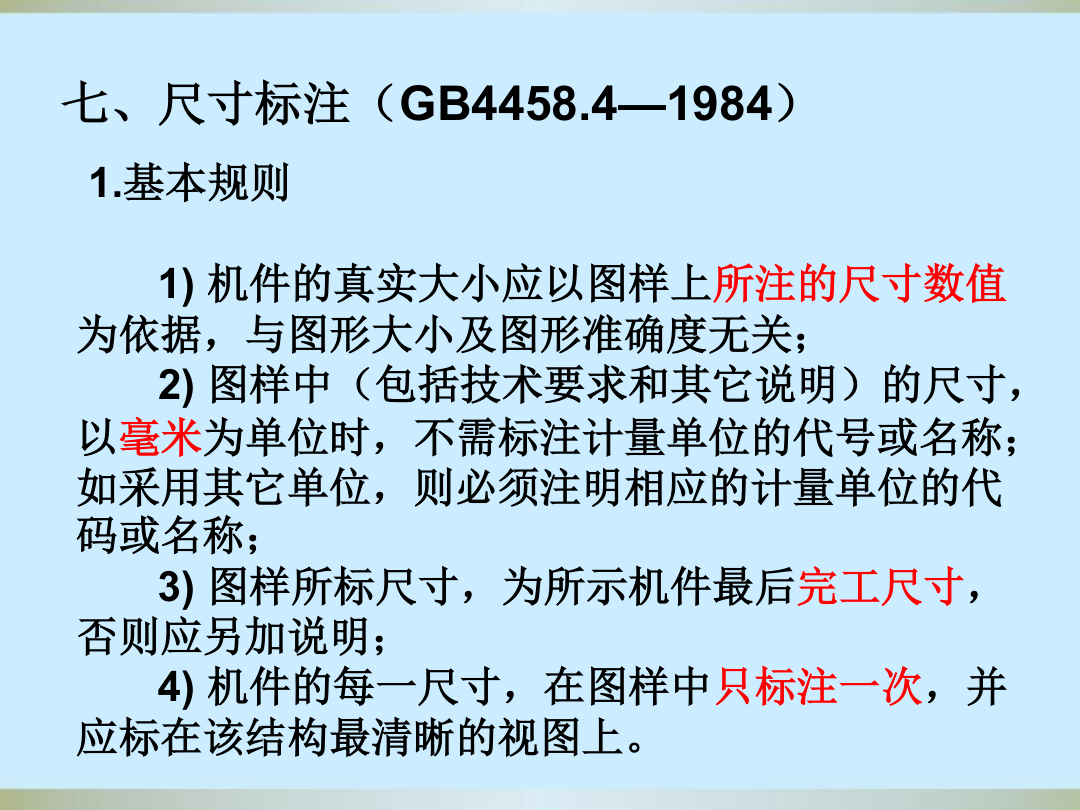 七、尺寸标注（GB4458.4—1984）
1.基本规则
1) 机件的真实大小应以图样上所注的尺寸数值
为依据，与图形大小及图形准确度无关；
2) 图样中（包括技术要求和其它说明）的尺寸，
以毫米为单位时，不需标注计量单位的代号或名称；
如采用其它单位，则必须注明相应的计量单位的代
码或名称；
3) 图样所标尺寸，为所示机件最后完工尺寸，
否则应另加说明；
4) 机件的每一尺寸，在图样中只标注一次，并
应标在该结构最清晰的视图上。